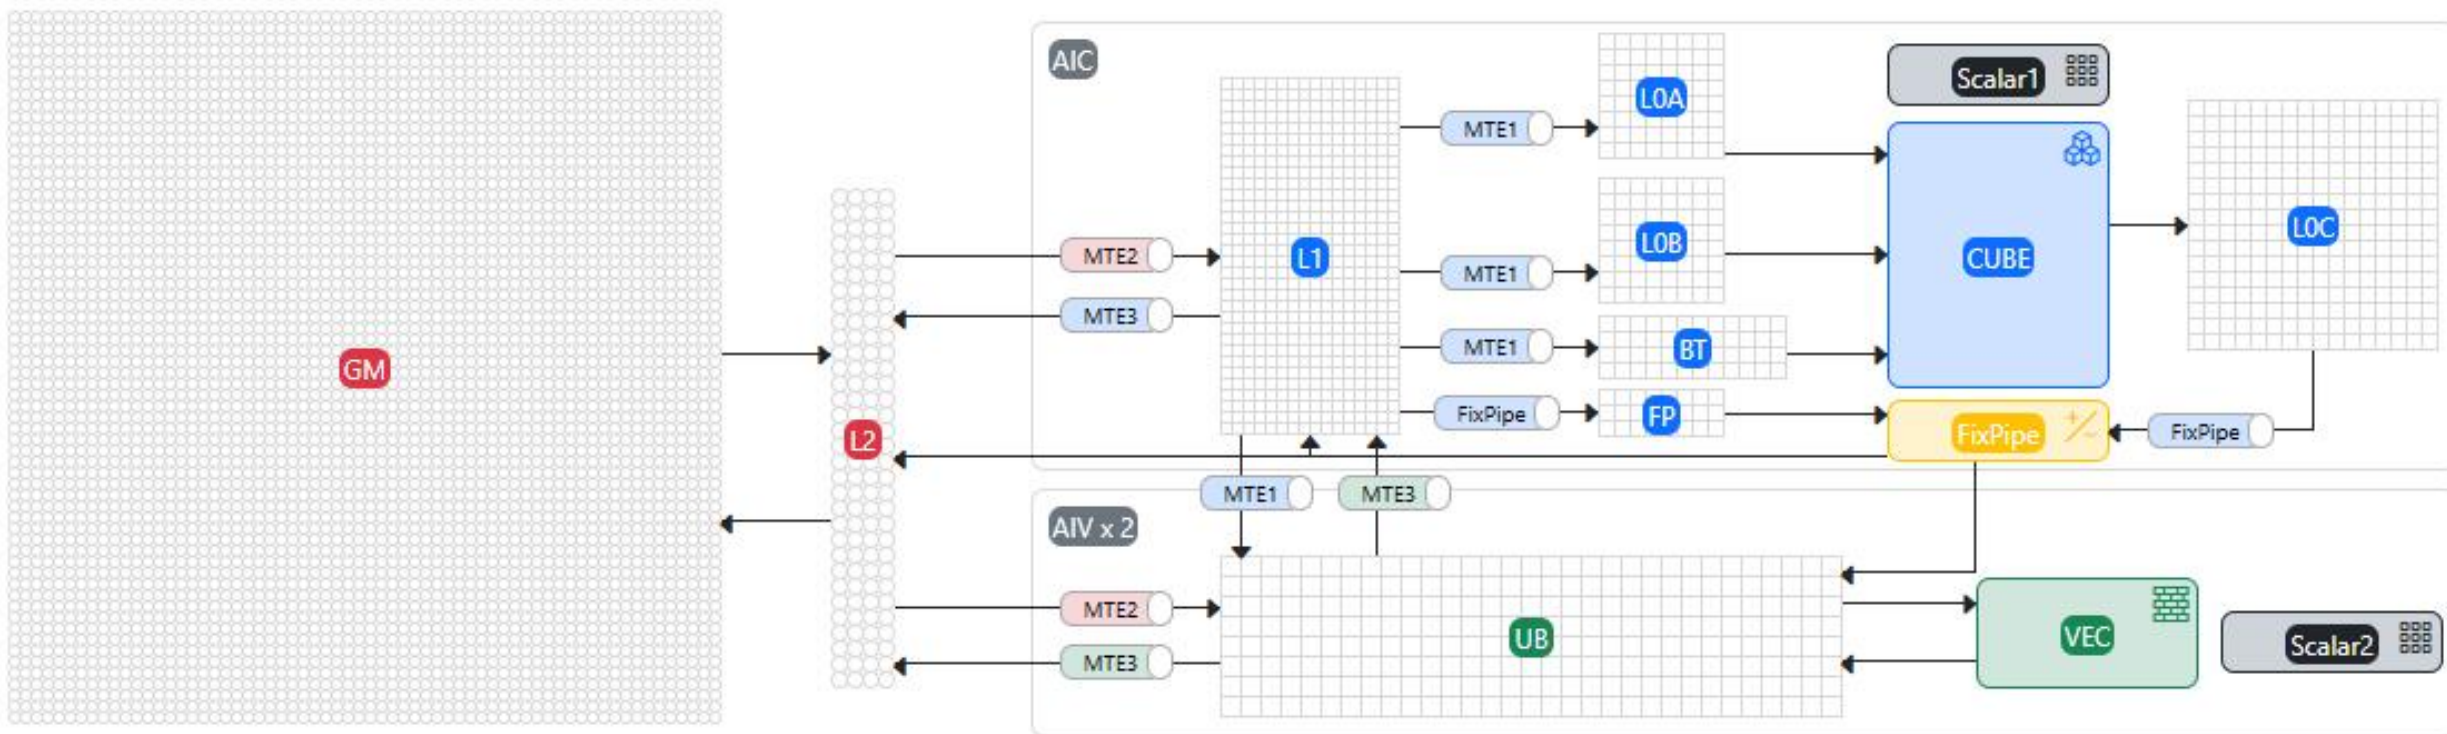 AIC
Scalar1
L0A
MTE1
L0C
L0B
MTE2
L1
MTE1
CUBE
MTE3
MTE1
BT
GM
FixPipe
FP
L2
FixPipe
FixPipe
MTE1
MTE3
AIV x 2
MTE2
UB
VEC
Scalar2
MTE3